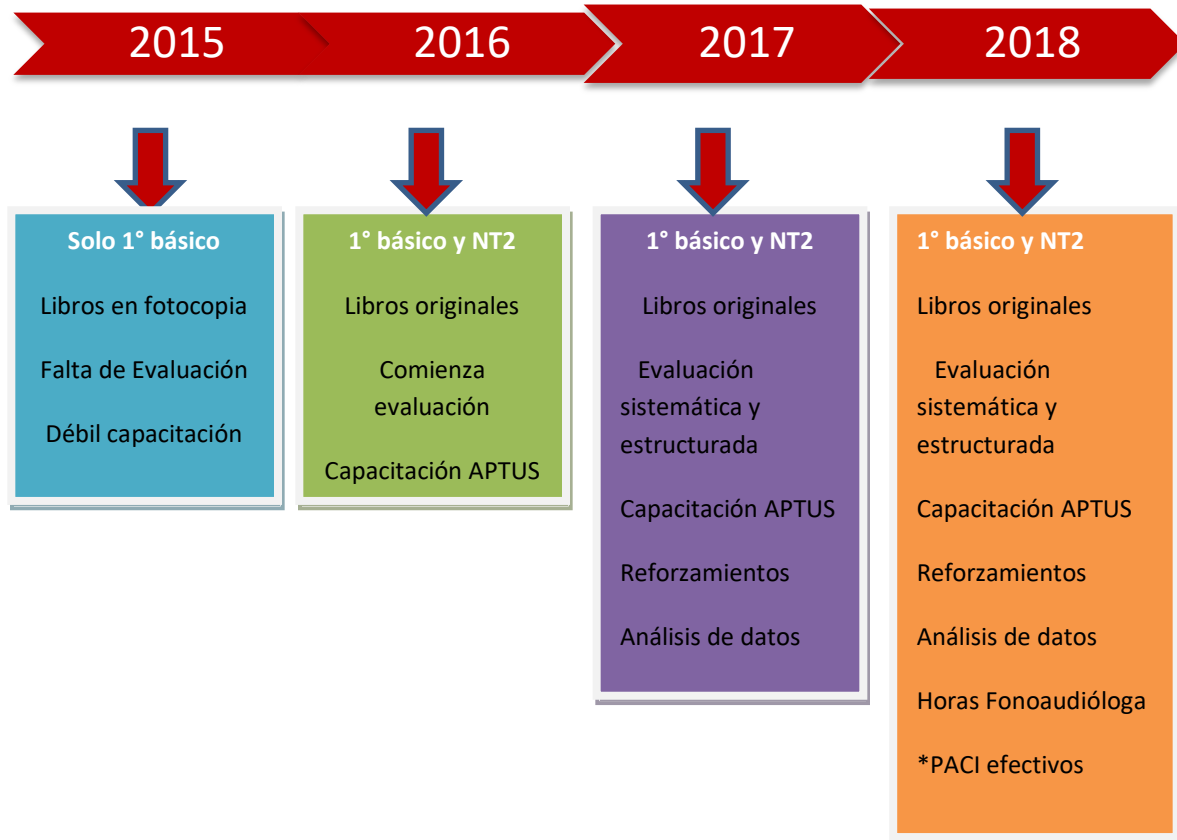 2015
2016
2017
2018
Solo 1° básico
Libros en fotocopia
Falta de Evaluación
Débil capacitación
1° básico y NT2
Libros originales
Comienza
evaluación
Capacitación APTUS
1° básico y NT2
Libros originales
Evaluación
sistemática y
estructurada
Capacitación APTUS
Reforzamientos
Análisis de datos
1° básico y NT2
Libros originales
Evaluación
sistemática y
estructurada
Capacitación APTUS
Reforzamientos
Análisis de datos
Horas Fonoaudióloga
*PACI efectivos